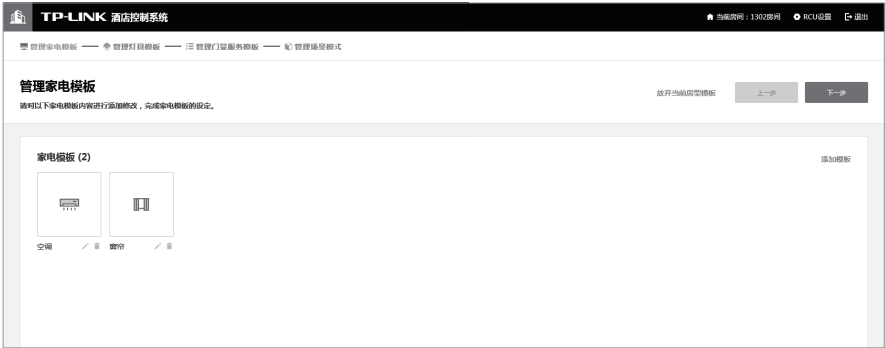 TP-LINK 酒店控制系统
当前房间：1302房间 RCU设置 退出
管理家电模板 管理灯具模板 管理门显服务模板 管理场景模式
管理家电模板
请对以下家电模板内容进行添加修改，完成家电模板的设定。
放弃当前房型模板 上一步 下一步
家电模板 (2)
添加模板
空调 窗帘